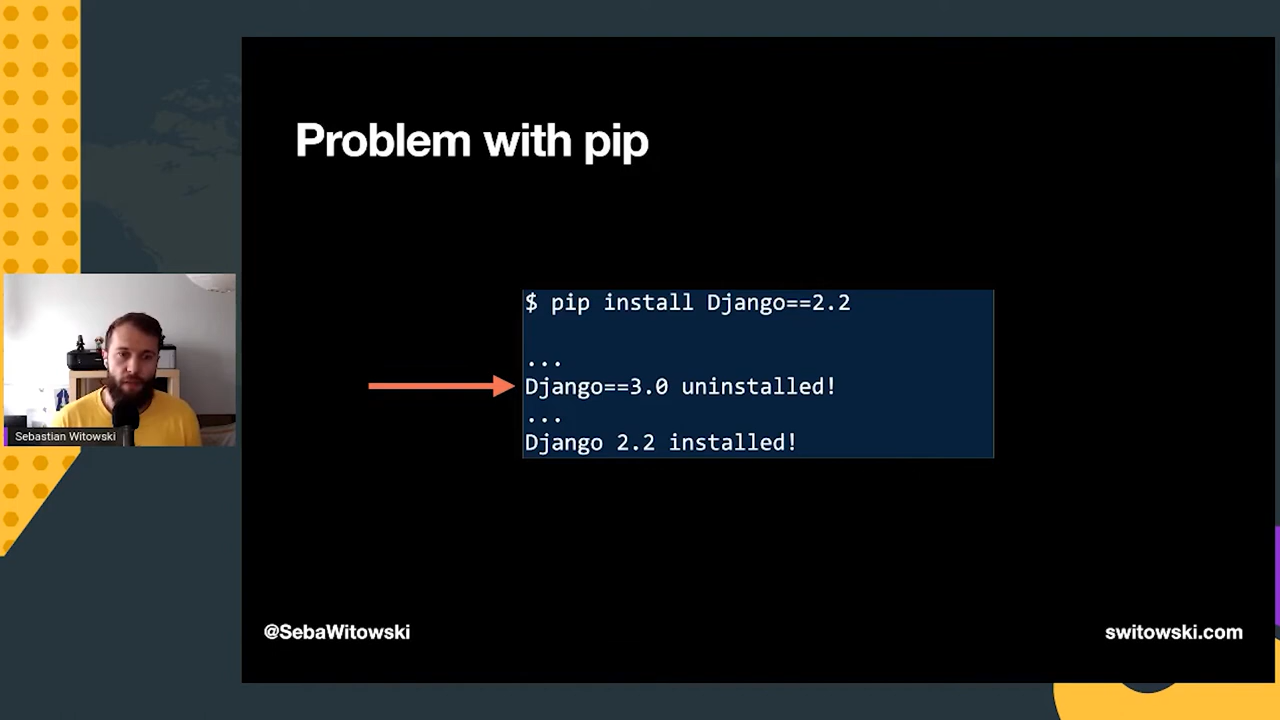 Problem with pip
$ pip install Django==2.2
...
Django==3.0 uninstalled!
...
Django 2.2 installed!
Sebastian Witowski
@SebaWitowski
switowski.com